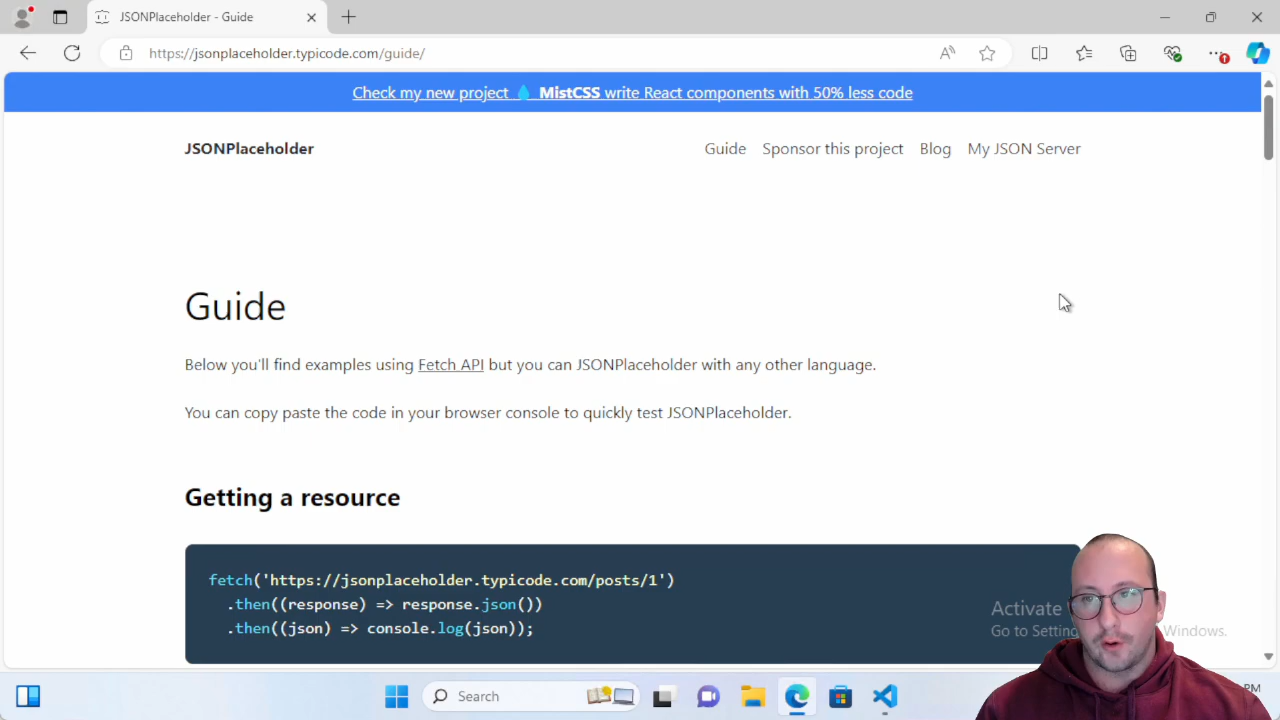 JSONPlaceholder - Guide
https://jsonplaceholder.typicode.com/guide/
Check my new project 💧 MistCSS write React components with 50% less code
JSONPlaceholder
Guide
Sponsor this project
Blog
My JSON Server
Guide
Below you'll find examples using Fetch API but you can JSONPlaceholder with any other language.
You can copy paste the code in your browser console to quickly test JSONPlaceholder.
Getting a resource
fetch('https://jsonplaceholder.typicode.com/posts/1')
.then((response) => response.json())
.then((json) => console.log(json));
Activate
Go to Windows.
Search
PM